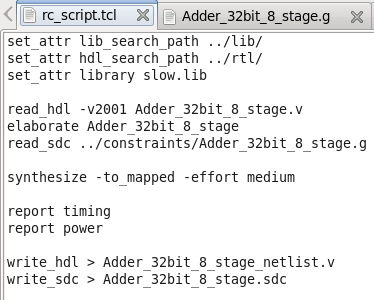 rc_script.tcl Adder_32bit_8_stage.g
set_attr lib_search_path ../lib/
set_attr hdl_search_path ../rtl/
set_attr library slow.lib
read_hdl -v2001 Adder_32bit_8_stage.v
elaborate Adder_32bit_8_stage
read_sdc ../constraints/Adder_32bit_8_stage.g
synthesize -to_mapped -effort medium
report timing
report power
write_hdl > Adder_32bit_8_stage_netlist.v
write_sdc > Adder_32bit_8_stage.sdc